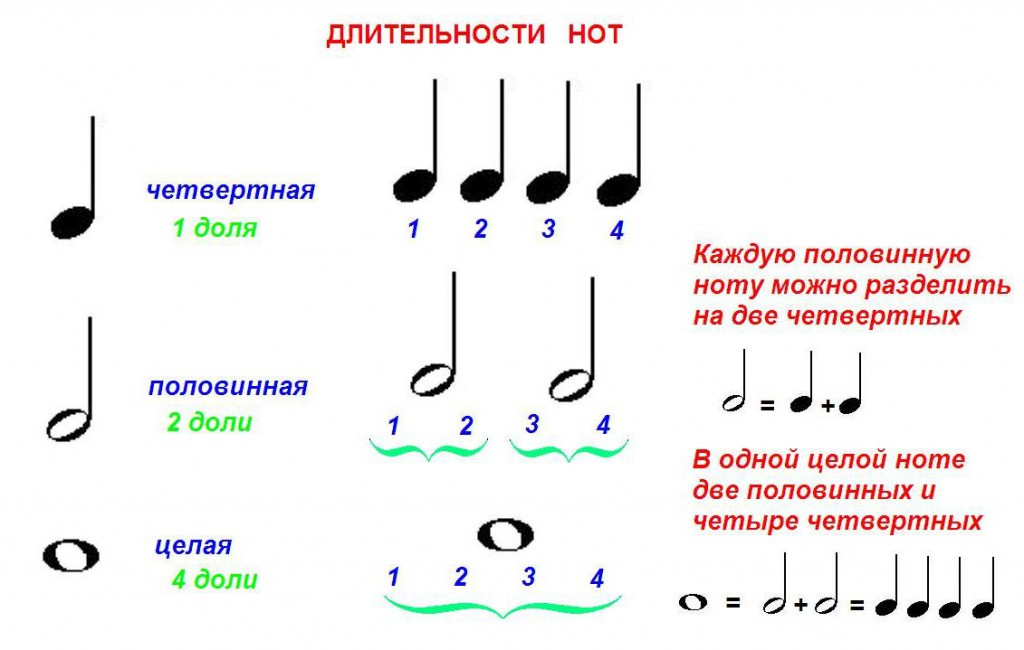 ДЛИТЕЛЬНОСТИ НОТ
четвертная
1 доля
1 2 3 4
половинная
2 доли
1 2 3 4
целая
4 доли
1 2 3 4
Каждую половинную
ноту можно разделить
на две четвертных
= +
В одной целой ноте
две половинных и
четыре четвертных
= + =